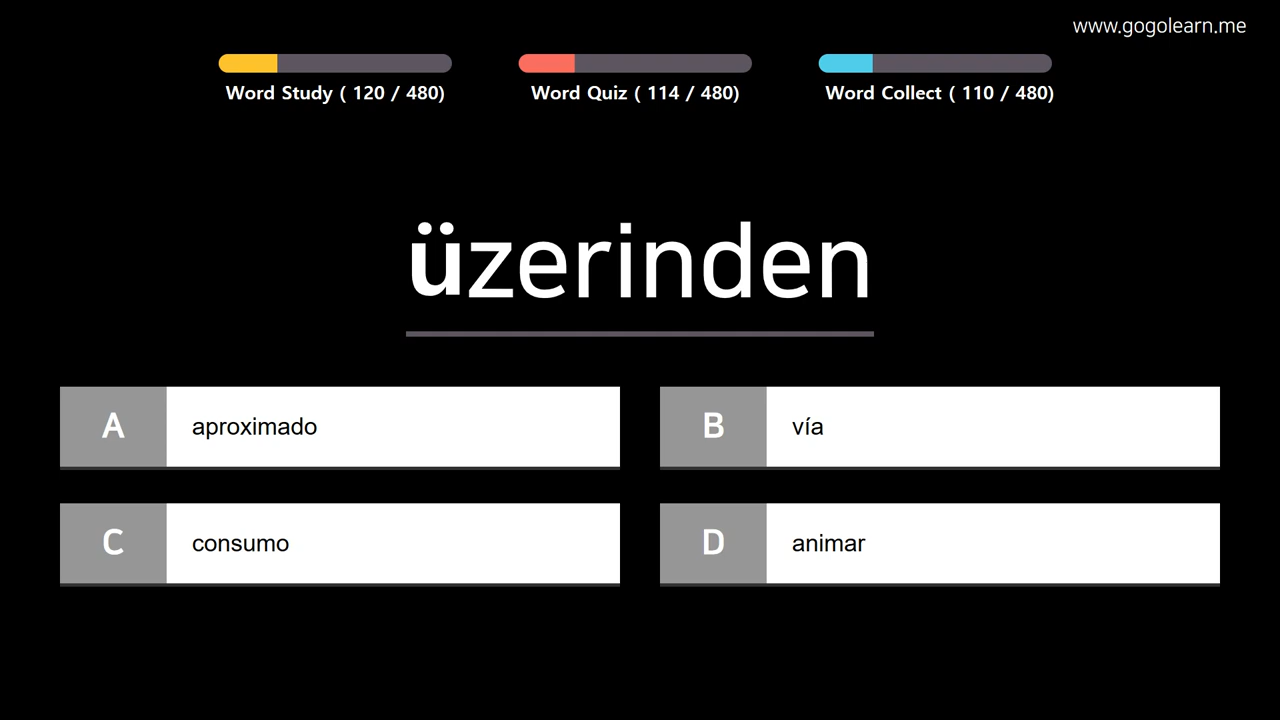 www.gogolearn.me
Word Study ( 120 / 480)
Word Quiz ( 114 / 480)
Word Collect ( 110 / 480)
üzerinden
A aproximado
B vía
C consumo
D animar